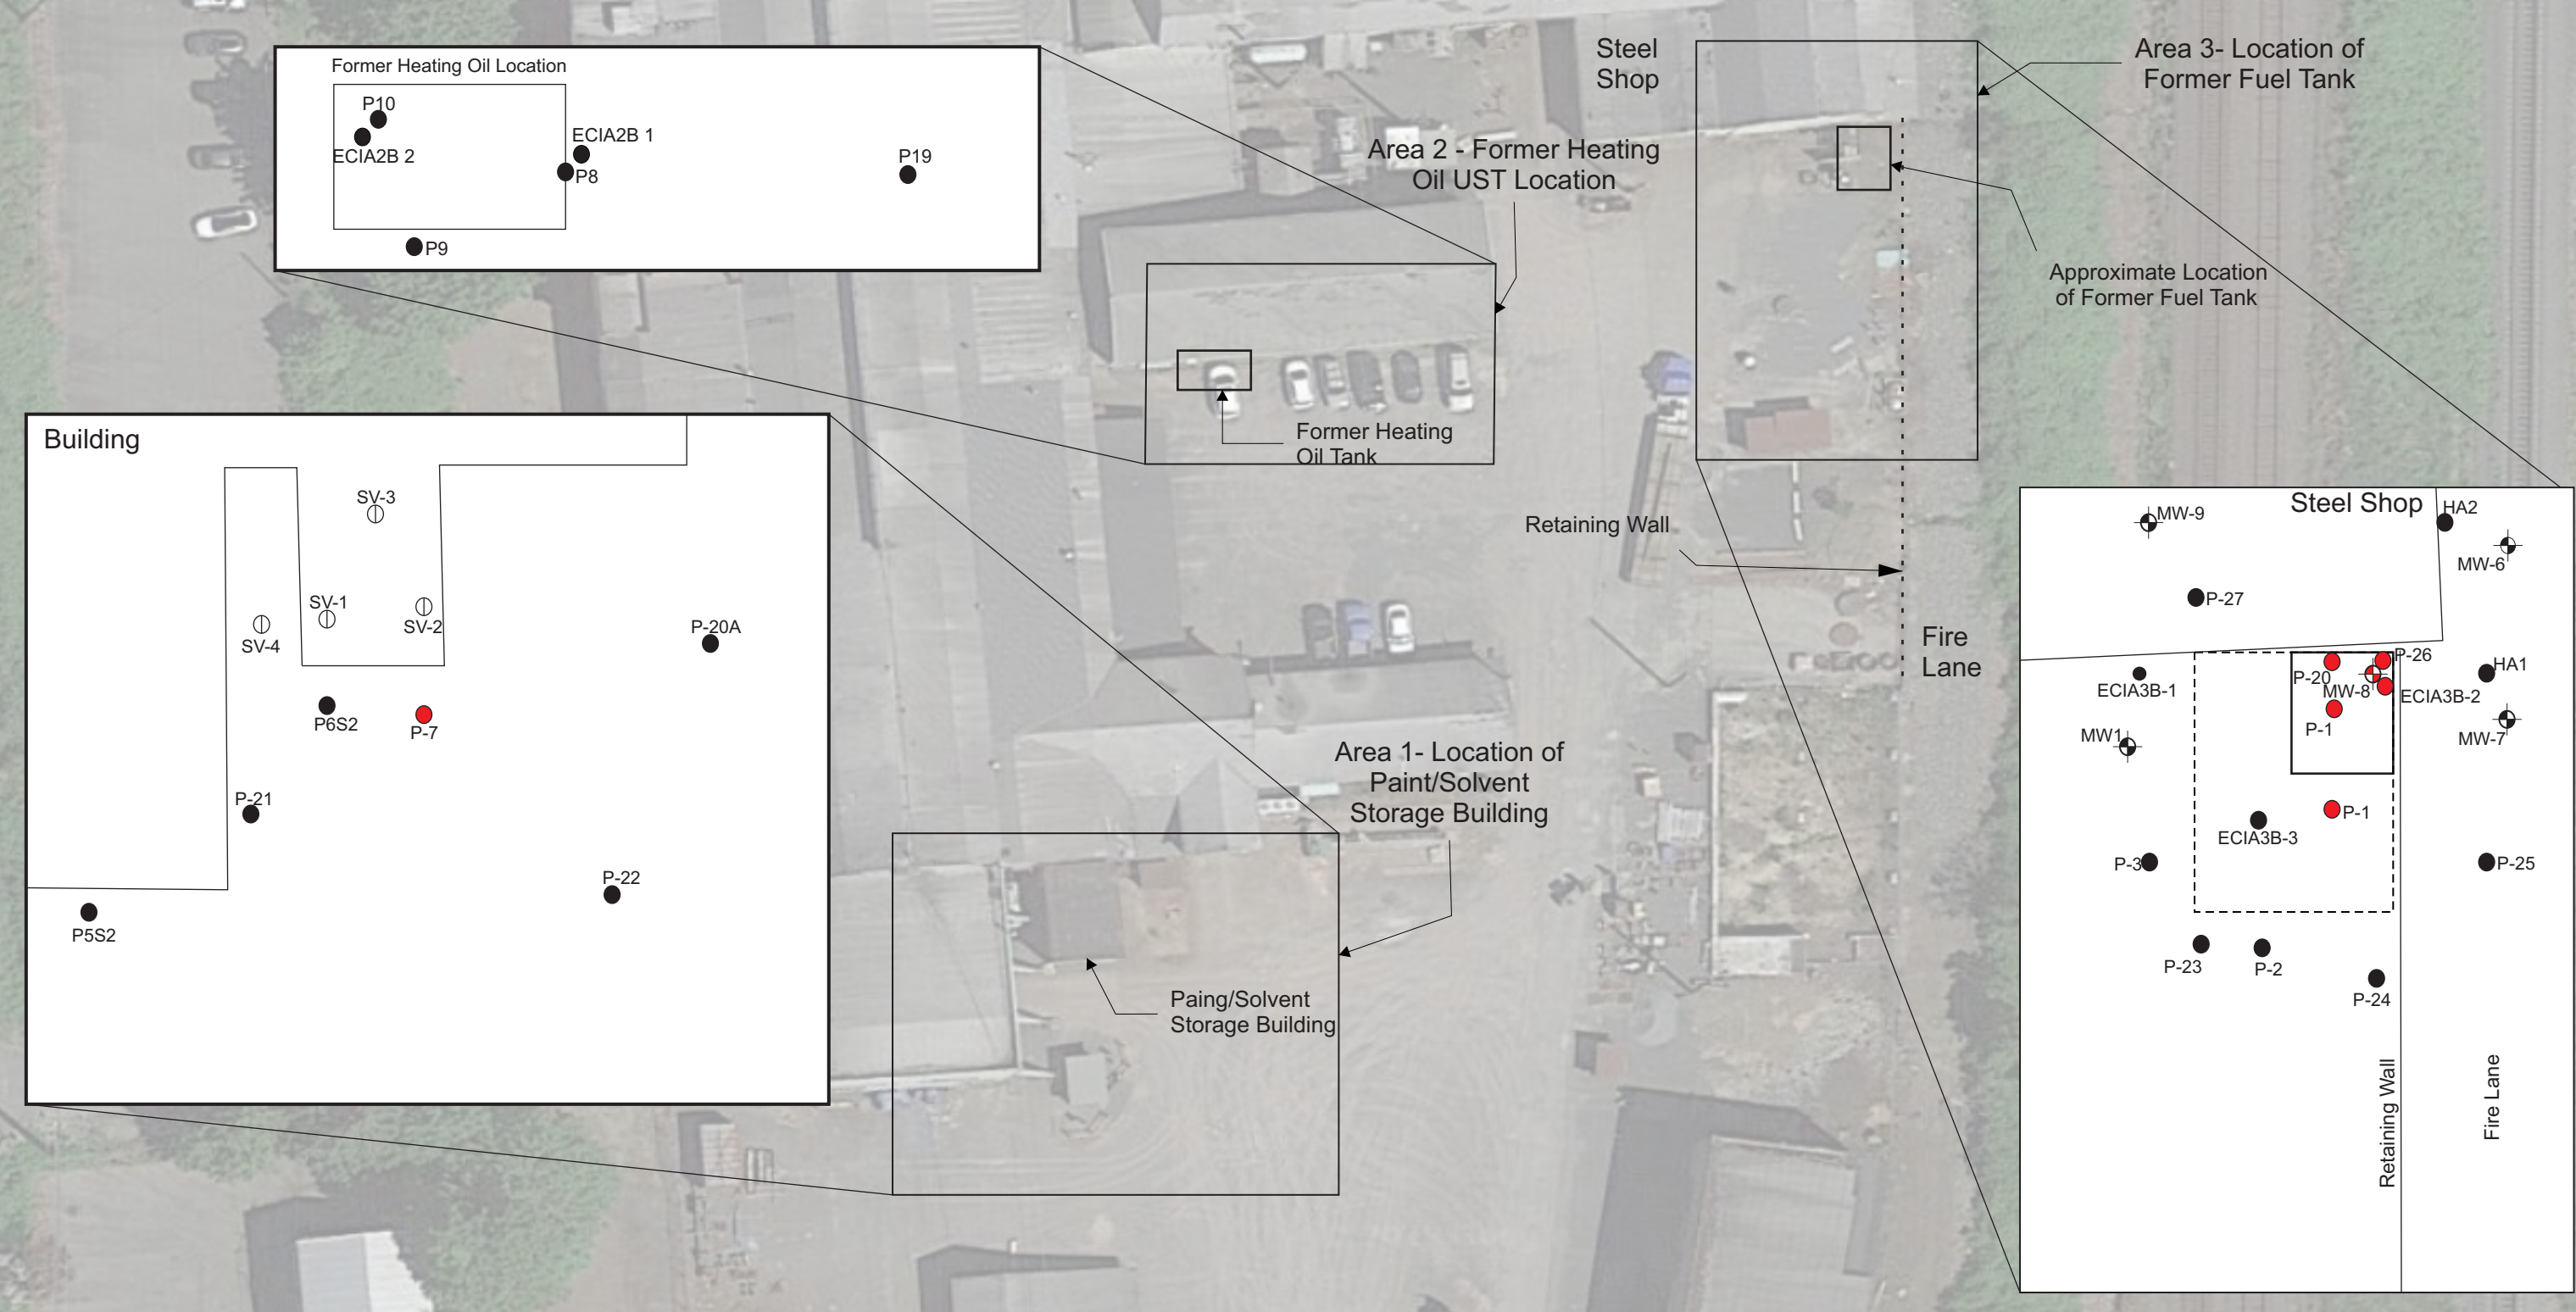 Former Heating Oil Location
P10
ECIA2B 2
ECIA2B 1
P8
P9
P19
Steel
Shop
Area 3- Location of
Former Fuel Tank
Area 2 - Former Heating
Oil UST Location
Approximate Location
of Former Fuel Tank
Former Heating
Oil Tank
Retaining Wall
Fire
Lane
Building
SV-3
SV-1
SV-2
SV-4
P-20A
P6S2
P-7
P-21
P-22
P5S2
Area 1- Location of
Paint/Solvent
Storage Building
Paing/Solvent
Storage Building
Steel Shop
MW-9
HA2
MW-6
P-27
P-26
P-20
MW-8
ECIA3B-1
ECIA3B-2
HA1
MW1
P-1
MW-7
P-1
ECIA3B-3
P-3
P-25
P-23
P-2
P-24
Retaining Wall
Fire Lane